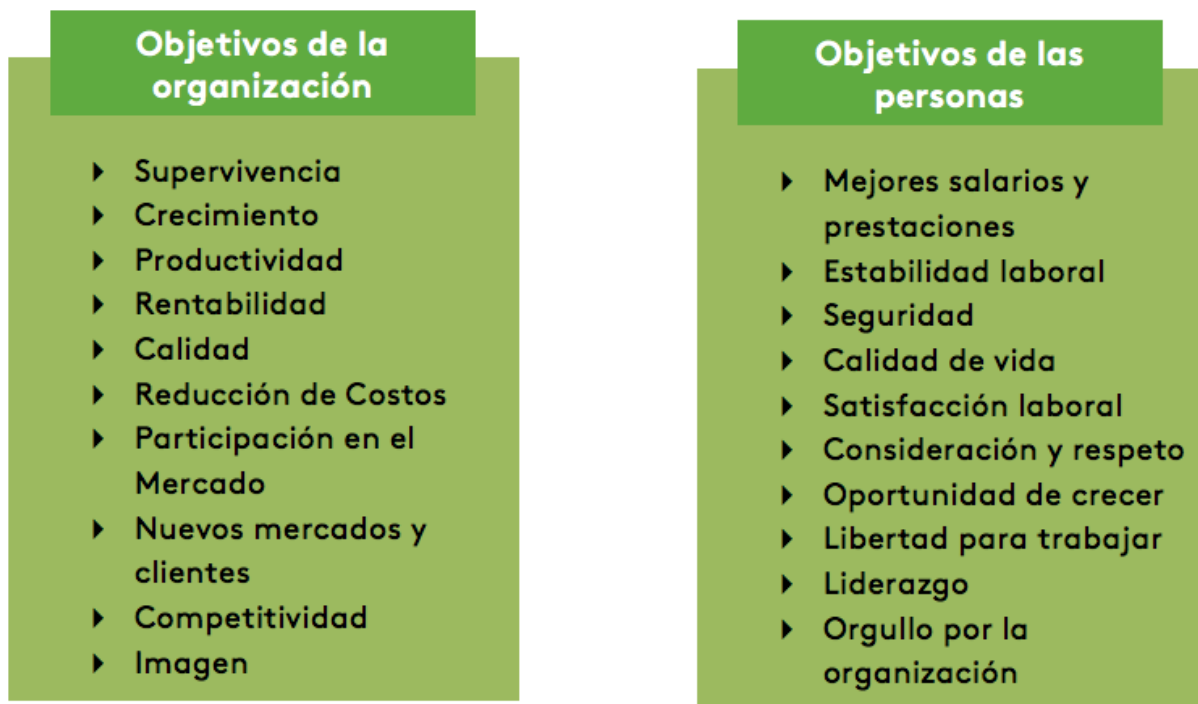 Objetivos de la
organización
Supervivencia
Crecimiento
Productividad
Rentabilidad
Calidad
Reducción de Costos
Participación en el
Mercado
Nuevos mercados y
clientes
Competitividad
Imagen
Objetivos de las
personas
Mejores salarios y
prestaciones
Estabilidad laboral
Seguridad
Calidad de vida
Satisfacción laboral
Consideración y respeto
Oportunidad de crecer
Libertad para trabajar
Liderazgo
Orgullo por la
organización